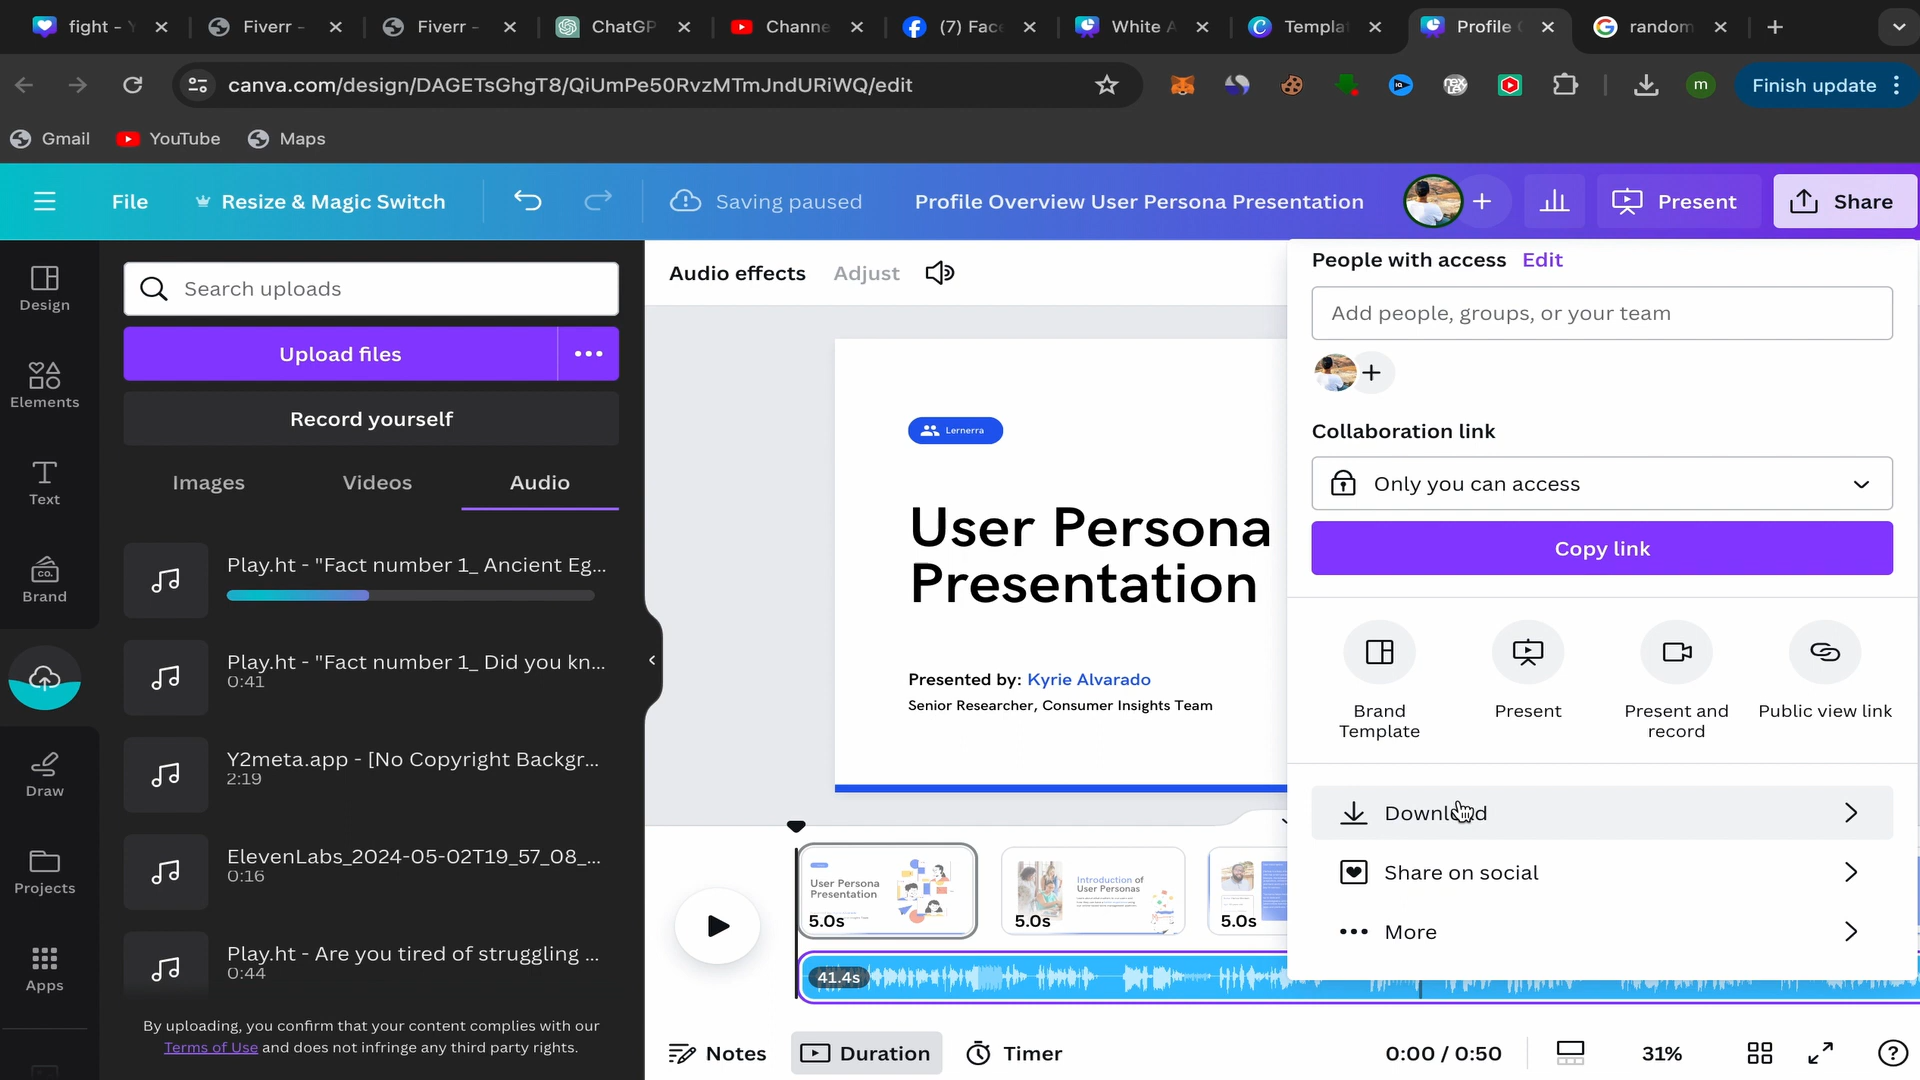 fight - Y
Fiverr -
Fiverr -
ChatGP
Channe
(7) Face
White A
Templat
Profile O
random
canva.com/design/DAGETsGhgT8/QiUmPe50RvzMTmJndURiWQ/edit
m
Finish update
Gmail
YouTube
Maps
File
Resize & Magic Switch
Saving paused
Profile Overview User Persona Presentation
Present
Share
Design
Elements
Text
co.
Brand
Draw
Projects
Apps
Search uploads
Upload files
Record yourself
Images
Videos
Audio
Play.ht - "Fact number 1_ Ancient Eg...
Play.ht - "Fact number 1_ Did you kn...
0:41
Y2meta.app - [No Copyright Backgr...
2:19
ElevenLabs_2024-05-02T19_57_08_...
0:16
Play.ht - Are you tired of struggling ...
0:44
By uploading, you confirm that your content complies with our
Terms of Use and does not infringe any third party rights.
Audio effects
Adjust
Lernerra
User Persona
Presentation
Presented by: Kyrie Alvarado
Senior Researcher, Consumer Insights Team
People with access Edit
Add people, groups, or your team
Collaboration link
Only you can access
Copy link
Brand
Template
Present
Present and
record
Public view link
Download
Share on social
More
User Persona
Presentation
5.0s
Introduction of
User Personas
5.0s
5.0s
41.4s
Notes
Duration
Timer
0:00 / 0:50
31%